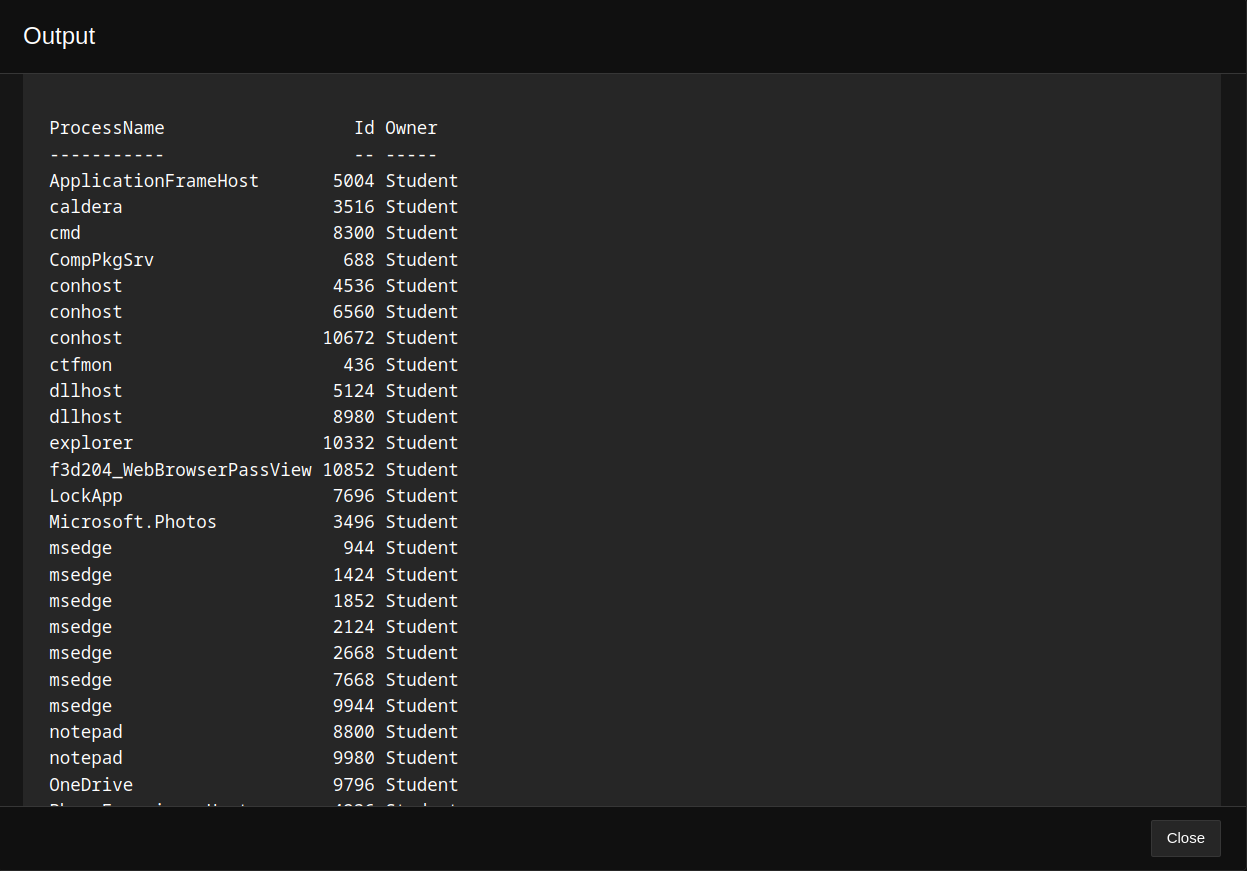 Output
ProcessName Id Owner
----------- -- -----
ApplicationFrameHost 5004 Student
caldera 3516 Student
cmd 8300 Student
CompPkgSrv 688 Student
conhost 4536 Student
conhost 6560 Student
conhost 10672 Student
ctfmon 436 Student
dllhost 5124 Student
dllhost 8980 Student
explorer 10332 Student
f3d204_WebBrowserPassView 10852 Student
LockApp 7696 Student
Microsoft.Photos 3496 Student
msedge 944 Student
msedge 1424 Student
msedge 1852 Student
msedge 2124 Student
msedge 2668 Student
msedge 7668 Student
msedge 9944 Student
notepad 8800 Student
notepad 9980 Student
OneDrive 9796 Student
Close